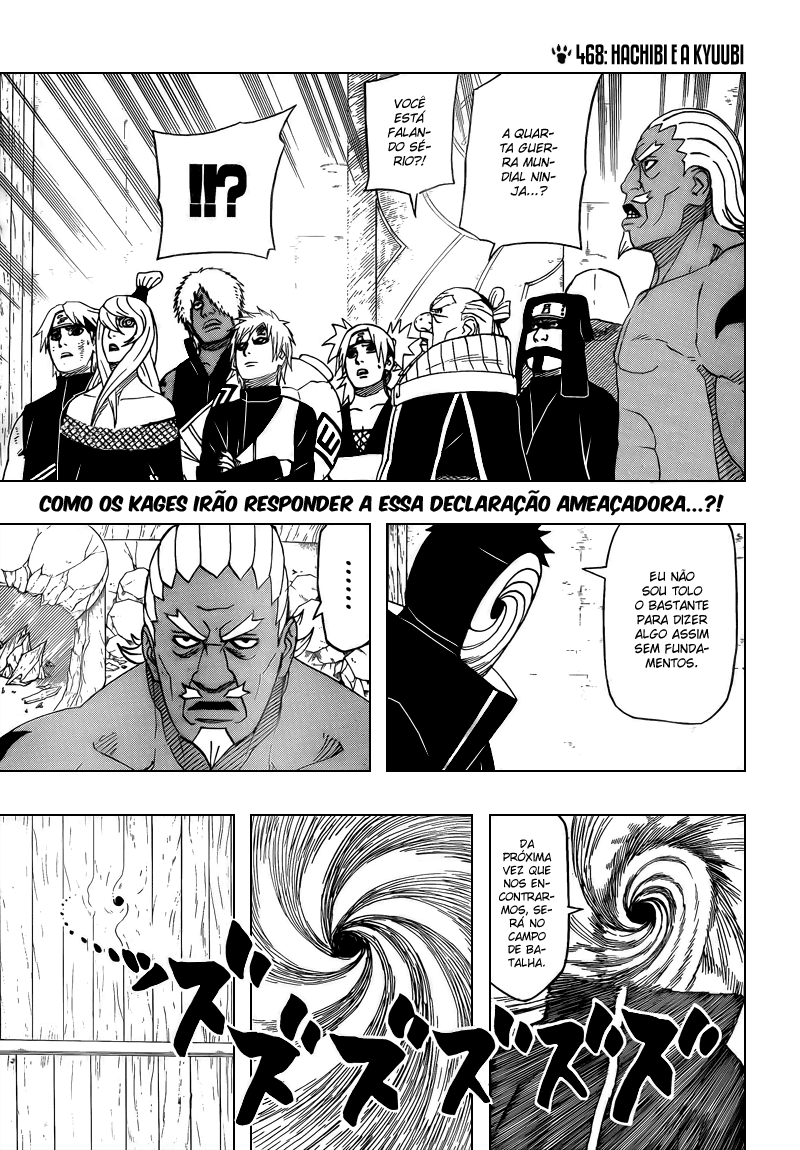 468: HACHIBI E A KYUUBI
A QUAR-
TA GUER-
RA MUN-
DIAL NIN-
JA...?
VOCÊ
ESTÁ
FALAN-
DO SÉ-
RIO?!
!!?
COMO OS KAGES IRÃO RESPONDER A ESSA DECLARAÇÃO AMEAÇADORA...?!
EU NÃO
SOU TOLO
O BASTANTE
PARA DIZER
ALGO ASSIM
SEM FUNDA-
MENTOS.
........
DA
PRÓXIMA
VEZ QUE
NOS EN-
CONTRAR-
MOS, SE-
RÁ NO
CAMPO
DE BA-
TALHA.
ズズズズズズッ